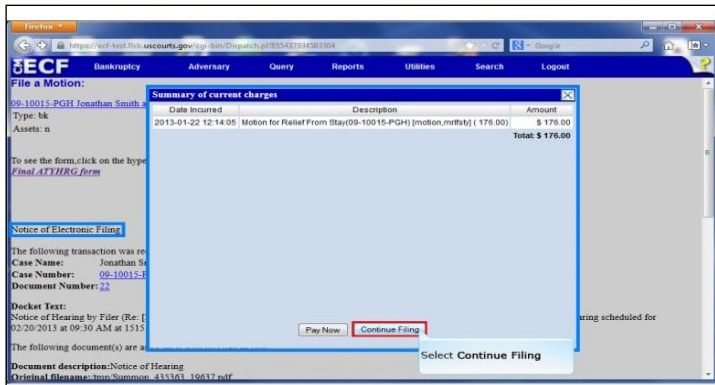 Firefox
https://ecf-test.flsb.uscourts.gov/cgi-bin/Dispatch.pl?855437934583304
Google
ECF Bankruptcy Adversary Query Reports Utilities Search Logout
File a Motion:
09-10015-PGH Jonathan Smith a
Type: bk
Assets: n
To see the form,click on the hype
Final ATYHRG form
Summary of current charges
Date Incurred Description Amount
2013-01-22 12:14:05 Motion for Relief From Stay(09-10015-PGH) [motion,mrlfsty] ( 176.00) $ 176.00
Total: $ 176.00
Notice of Electronic Filing
The following transaction was re
Case Name: Jonathan S
Case Number: 09-10015-P
Document Number: 22
Docket Text:
Notice of Hearing by Filer (Re: [
ring scheduled for
02/20/2013 at 09:30 AM at 1515
Pay Now Continue Filing
Select Continue Filing
The following document(s) are
Document description:Notice of Hearing
Original filename:/tmp/Summon_435363_19637.pdf